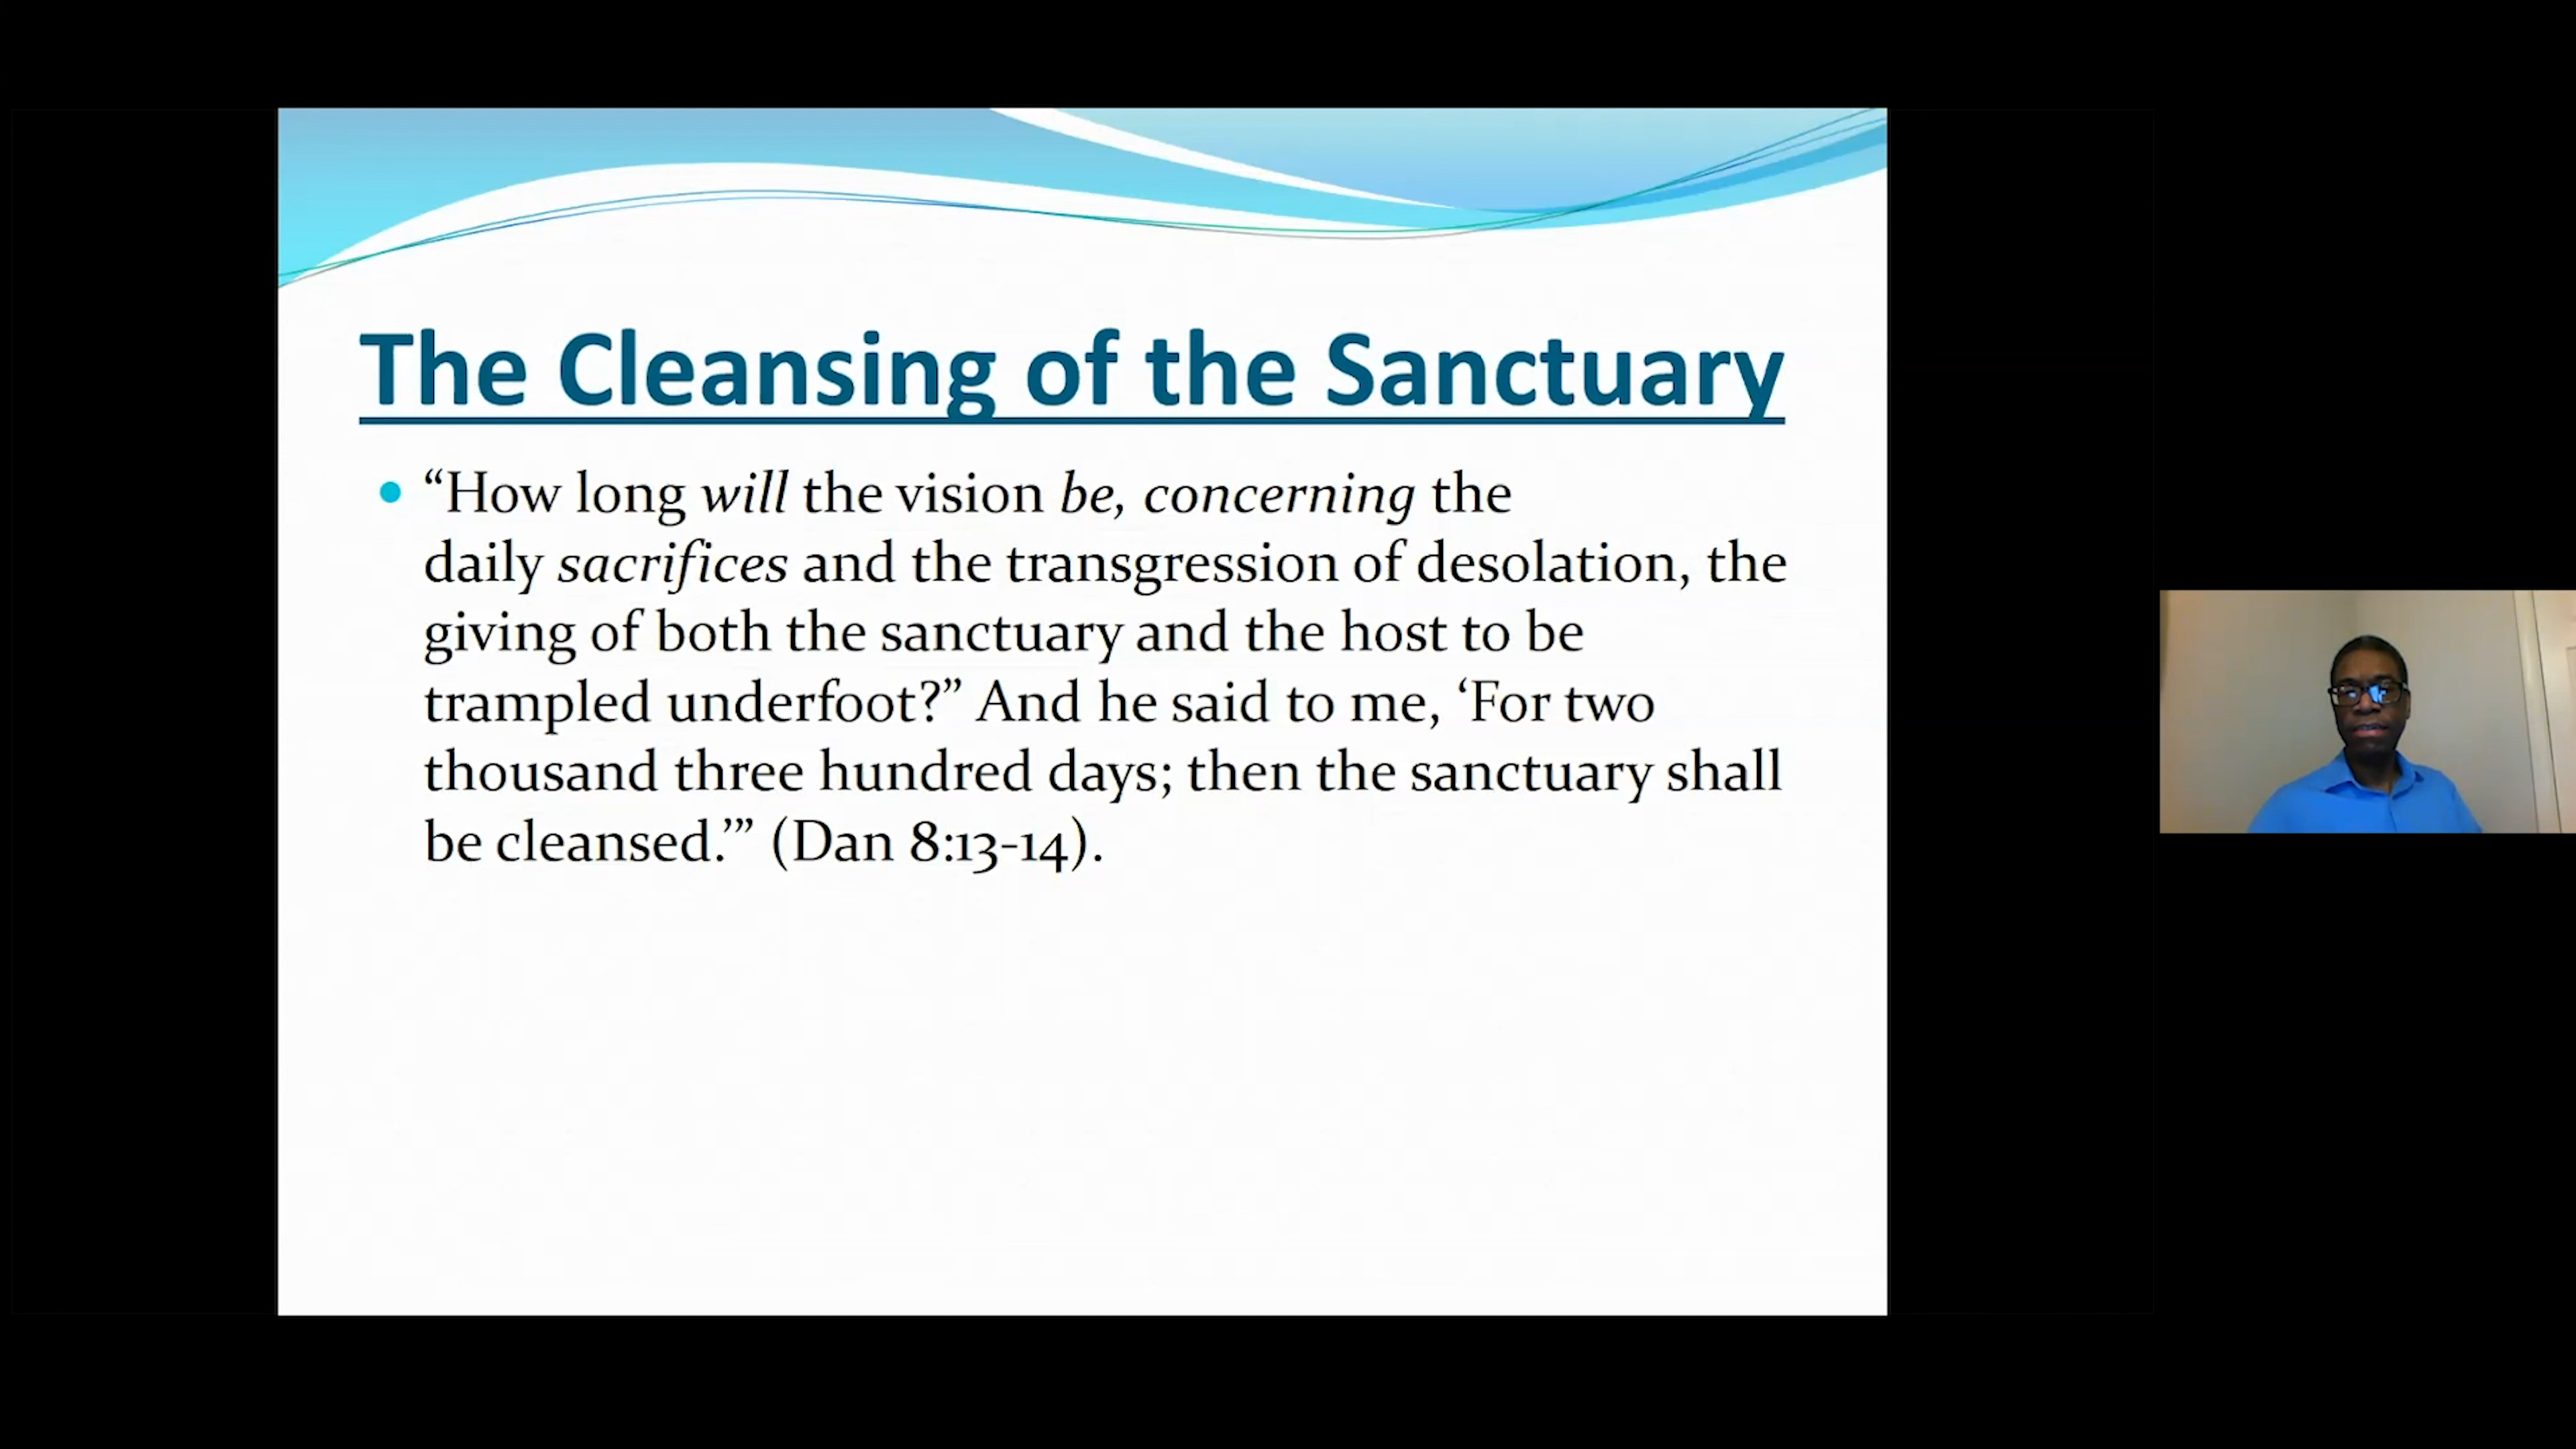 The Cleansing of the Sanctuary
• “How long will the vision be, concerning the
daily sacrifices and the transgression of desolation, the
giving of both the sanctuary and the host to be
trampled underfoot?” And he said to me, ‘For two
thousand three hundred days; then the sanctuary shall
be cleansed.’” (Dan 8:13-14).